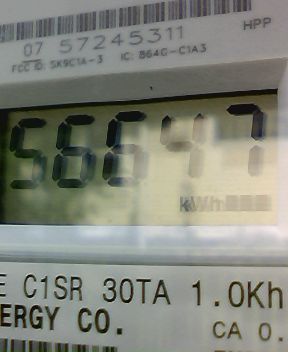 07 57245311
HPP
FCC ID: SK9C1A-3 IC: 864G-C1A3
56647
kWh
E C1SR 30TA 1.0Kh
ERGY CO.
CA 0.